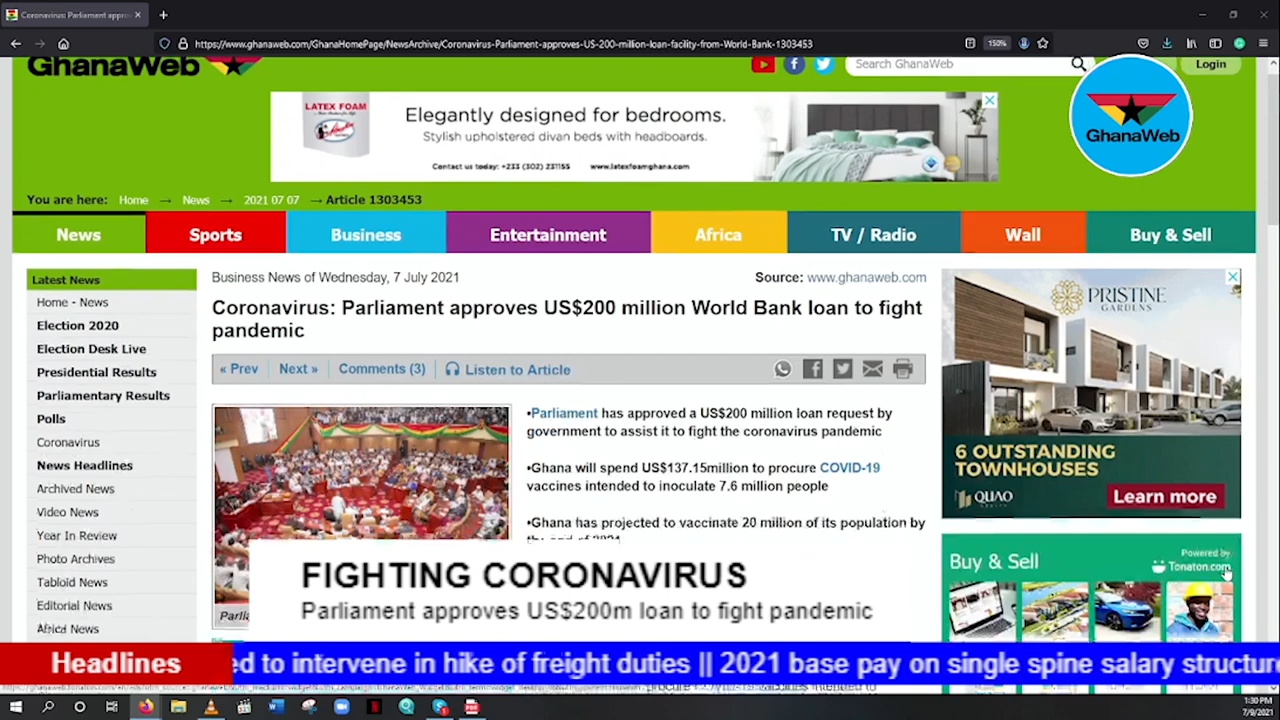 Coronavirus: Parliament appro
https://www.ghanaweb.com/GhanaHomePage/NewsArchive/Coronavirus-Parliament-approves-US-200-million-loan-facility-from-World-Bank-1303453
150%
GhanaWeb
Search GhanaWeb
Login
LATEX FOAM
Elegantly designed for bedrooms.
Stylish upholstered divan beds with headboards.
Contact us today: +233 (302) 231155 www.latexfoamghana.com
GhanaWeb
You are here: Home → News → 2021 07 07 → Article 1303453
News
Sports
Business
Entertainment
Africa
TV / Radio
Wall
Buy & Sell
Latest News
Home - News
Election 2020
Election Desk Live
Presidential Results
Parliamentary Results
Polls
Coronavirus
News Headlines
Archived News
Video News
Year In Review
Photo Archives
Tabloid News
Editorial News
Africa News
Business News of Wednesday, 7 July 2021
Source: www.ghanaweb.com
Coronavirus: Parliament approves US$200 million World Bank loan to fight
pandemic
« Prev
Next »
Comments (3)
Listen to Article
•Parliament has approved a US$200 million loan request by
government to assist it to fight the coronavirus pandemic
•Ghana will spend US$137.15million to procure COVID-19
vaccines intended to inoculate 7.6 million people
•Ghana has projected to vaccinate 20 million of its population by
the end of 2021
PRISTINE
GARDENS
6 OUTSTANDING
TOWNHOUSES
QUAO
Learn more
Buy & Sell
Powered by
Tonaton.com
FIGHTING CORONAVIRUS
Parliament approves US$200m loan to fight pandemic
Headlines
ed to intervene in hike of freight duties || 2021 base pay on single spine salary structur
1:30 PM
7/9/2021